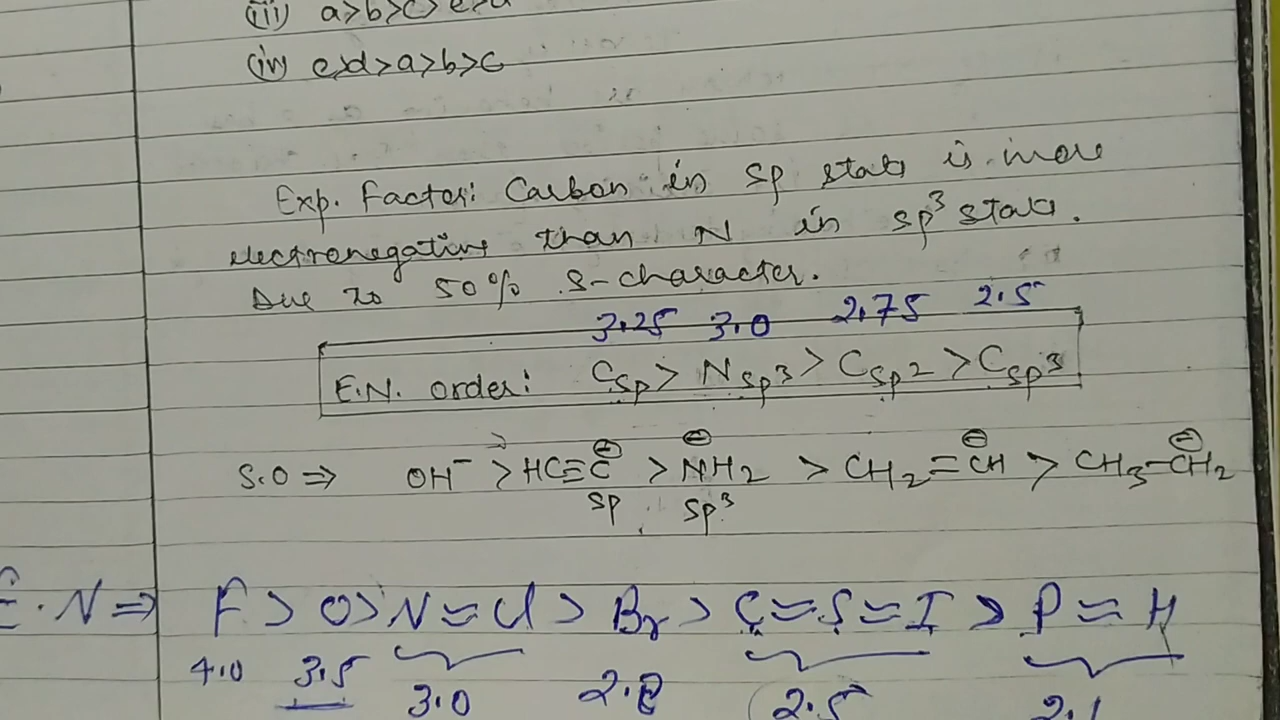 (iii) a>b>c>e>d
(iv) e>d>a>b>c
Exp. Factor: Carbon in sp state is more
electronegative than N in sp³ state.
Due to 50% s-character.
3.25 3.0 2.75 2.5
E.N. order: Csp > Nsp3 > Csp2 > Csp3
S.O ⇒ OH⁻ > HC≡C⊖ > ⊖NH₂ > CH₂=⊖CH > CH₃-⊖CH₂
sp sp³
E.N ⇒ F > O > N = Cl > Br > C = S = I > P = H
4.0 3.5 3.0 2.8 2.5 2.1